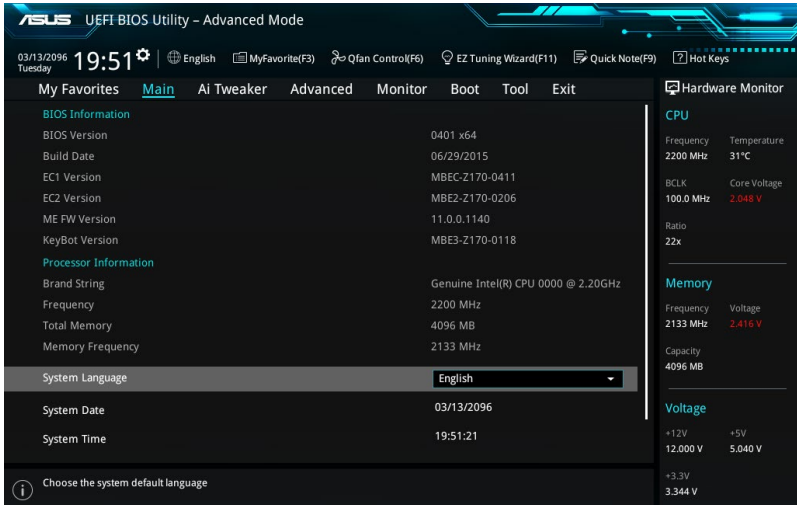 ASUS UEFI BIOS Utility – Advanced Mode
03/13/2096
Tuesday
19:51
English
MyFavorite(F3)
Qfan Control(F6)
EZ Tuning Wizard(F11)
Quick Note(F9)
? Hot Keys
My Favorites Main Ai Tweaker Advanced Monitor Boot Tool Exit
BIOS Information
BIOS Version 0401 x64
Build Date 06/29/2015
EC1 Version MBEC-Z170-0411
EC2 Version MBE2-Z170-0206
ME FW Version 11.0.0.1140
KeyBot Version MBE3-Z170-0118
Processor Information
Brand String Genuine Intel(R) CPU 0000 @ 2.20GHz
Frequency 2200 MHz
Total Memory 4096 MB
Memory Frequency 2133 MHz
System Language English
System Date 03/13/2096
System Time 19:51:21
Choose the system default language
Hardware Monitor
CPU
Frequency Temperature
2200 MHz 31°C
BCLK Core Voltage
100.0 MHz 2.048 V
Ratio
22x
Memory
Frequency Voltage
2133 MHz 2.416 V
Capacity
4096 MB
Voltage
+12V +5V
12.000 V 5.040 V
+3.3V
3.344 V